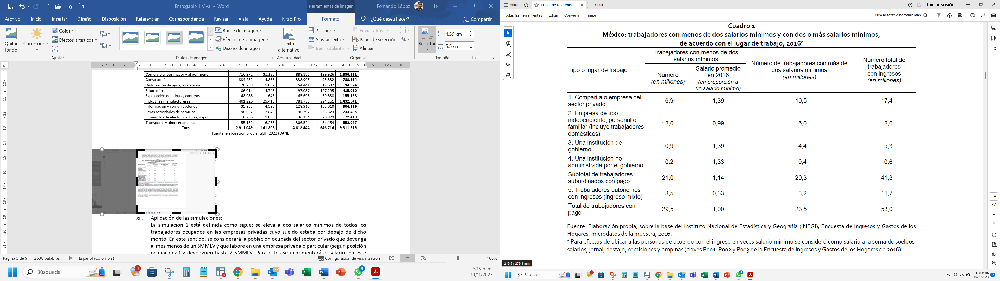 Entregable 1 Viva - Word
Herramientas de imagen
Fernando López
Archivo Inicio Insertar Diseño Disposición Referencias Correspondencia Revisar Vista Ayuda Nitro Pro Formato ¿Qué desea hacer? Compartir
Quitar fondo
Correcciones
Color
Efectos artísticos
Ajustar
Estilos de imagen
Borde de imagen
Efectos de la imagen
Diseño de imagen
Texto alternativo
Accesibilidad
Posición
Ajustar texto
Traer adelante
Enviar atrás
Panel de selección
Alinear
Organizar
Recortar
4,39 cm
5,5 cm
Tamaño
Comercio al por mayor y al por menor 716.972 31.126 888.336 199.926 1.836.361
Construcción 334.232 14.336 338.993 95.832 783.394
Distribución de agua; evacuación 20.759 1.837 54.441 17.637 94.674
Educación 86.014 4.745 197.037 127.295 415.090
Explotación de minas y canteras 48.986 648 65.696 39.838 155.168
Industrias manufactureras 401.226 25.415 781.739 224.161 1.432.541
Información y comunicaciones 35.853 4.390 128.916 135.010 304.169
Otras actividades de servicios 98.622 2.843 96.397 35.623 233.485
Suministro de electricidad, gas, vapor 6.256 1.080 36.154 28.929 72.419
Transporte y almacenamiento 155.132 6.266 306.524 84.154 552.077
Total 2.911.049 141.308 4.612.444 1.646.714 9.311.515
Fuente: elaboración propia, GEIH 2022 (DANE)
xii. Aplicación de las simulaciones:
La simulación 1 está definida como sigue: se eleva a dos salarios mínimos de todos los
trabajadores ocupados en las empresas privadas cuyo sueldo estaba por debajo de dicho
monto. En este sentido, se considerará la población ocupada del sector privado que devenga
al mes menos de un SMMLV y que labore en una empresa privada o particular (según posición
ocupacional) y devenguen hasta 2 SMMLV. Para estos se incrementará el salario. En este
Página 5 de 9 2638 palabras Español (Colombia) Configuración de visualización 100%
Búsqueda
5:15 p. m.
10/11/2023
Menú Paper de referencia.... Crear Iniciar sesión
Todas las herramientas Editar Convertir Firmar Buscar texto o herramientas
Cuadro 1
México: trabajadores con menos de dos salarios mínimos y con dos o más salarios mínimos,
de acuerdo con el lugar de trabajo, 2016ª
Tipo o lugar de trabajo
Trabajadores con menos de dos
salarios mínimos
Número
(en millones)
Salario promedio
en 2016
(en proporción a
un salario mínimo)
Número de trabajadores con más de
dos salarios mínimos
(en millones)
Número total de
trabajadores
con ingresos
(en millones)
1. Compañía o empresa del
sector privado 6,9 1,39 10,5 17,4
2. Empresa de tipo
independiente, personal o
familiar (incluye trabajadores
domésticos) 13,0 0,99 5,0 18,0
3. Una institución de
gobierno 0,9 1,39 4,4 5,3
4. Una institución no
administrada por el gobierno 0,2 1,33 0,4 0,6
Subtotal de trabajadores
subordinados con pago 21,0 1,14 20,3 41,3
5. Trabajadores autónomos
con ingresos (ingreso mixto) 8,5 0,63 3,2 11,7
Total de trabajadores con
pago 29,5 1,00 23,5 53,0
Fuente: Elaboración propia, sobre la base del Instituto Nacional de Estadística y Geografía (INEGI), Encuesta de Ingresos y Gastos de los
Hogares, microdatos de la muestra, 2016.
ª Para efectos de ubicar a las personas de acuerdo con el ingreso en veces salario mínimo se consideró como salario a la suma de sueldos,
salarios, jornal, destajo, comisiones y propinas (claves P001, P002 y P003 de la Encuesta de Ingresos y Gastos de los Hogares de 2016).
14
67
215,9 x 279,4 mm
Búsqueda
5:15 p. m.
10/11/2023